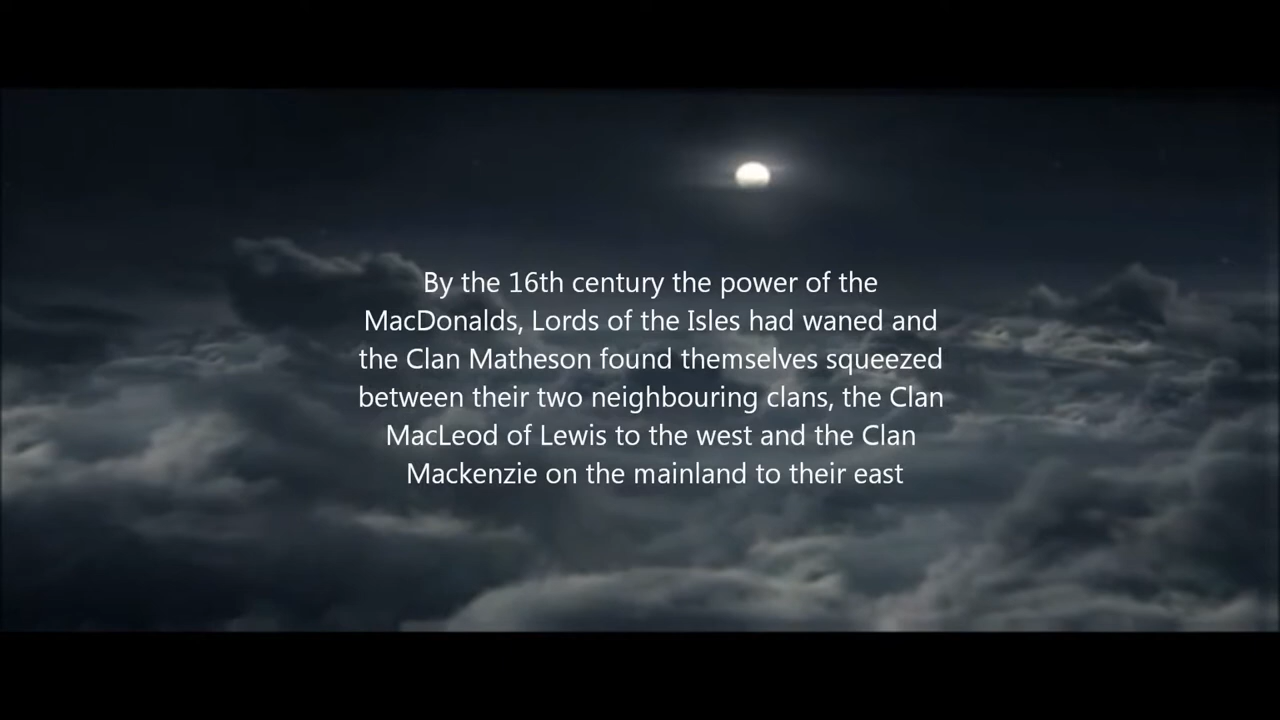 By the 16th century the power of the
MacDonalds, Lords of the Isles had waned and
the Clan Matheson found themselves squeezed
between their two neighbouring clans, the Clan
MacLeod of Lewis to the west and the Clan
Mackenzie on the mainland to their east